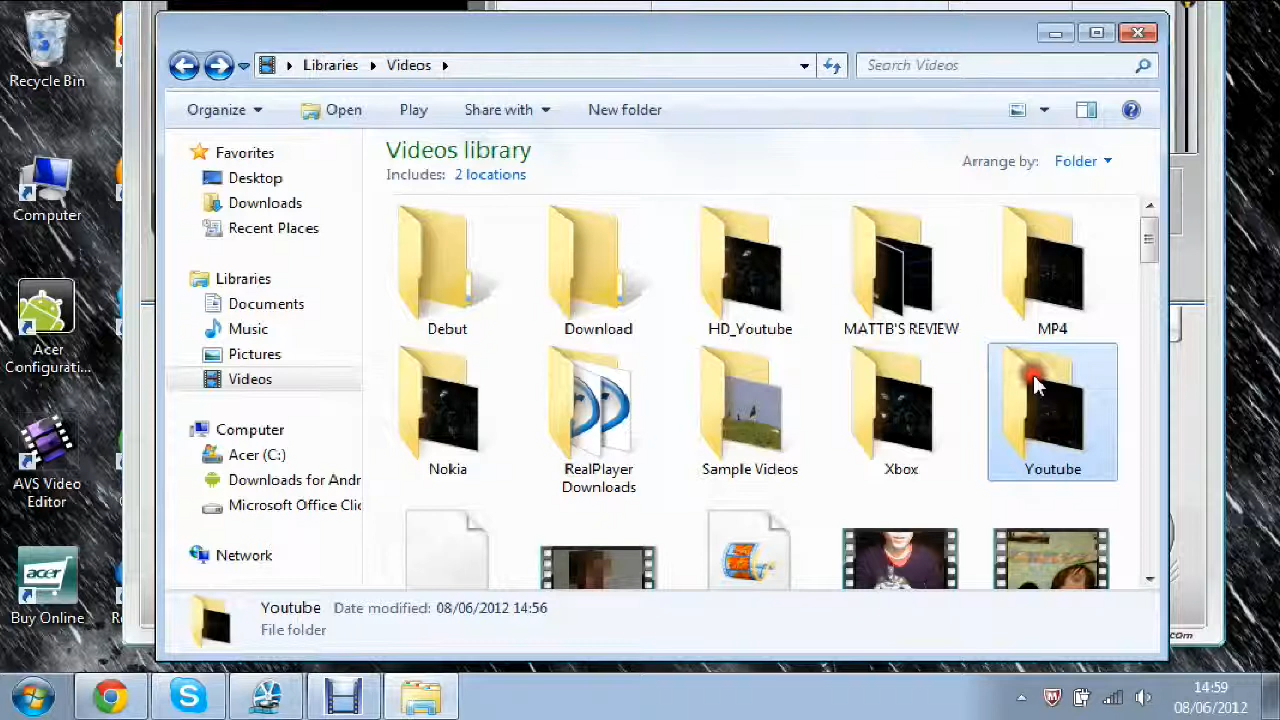 Recycle Bin
Computer
Acer
Configurati...
AVS Video
Editor
acer
Buy Online
Libraries
Videos
Search Videos
Organize
Open
Play
Share with
New folder
Favorites
Desktop
Downloads
Recent Places
Libraries
Documents
Music
Pictures
Videos
Computer
Acer (C:)
Downloads for Andr
Microsoft Office Clic
Network
Videos library
Includes: 2 locations
Arrange by: Folder
Debut
Download
HD_Youtube
MATTB'S REVIEW
MP4
Nokia
RealPlayer
Downloads
Sample Videos
Xbox
Youtube
Youtube Date modified: 08/06/2012 14:56
File folder
.com
14:59
08/06/2012